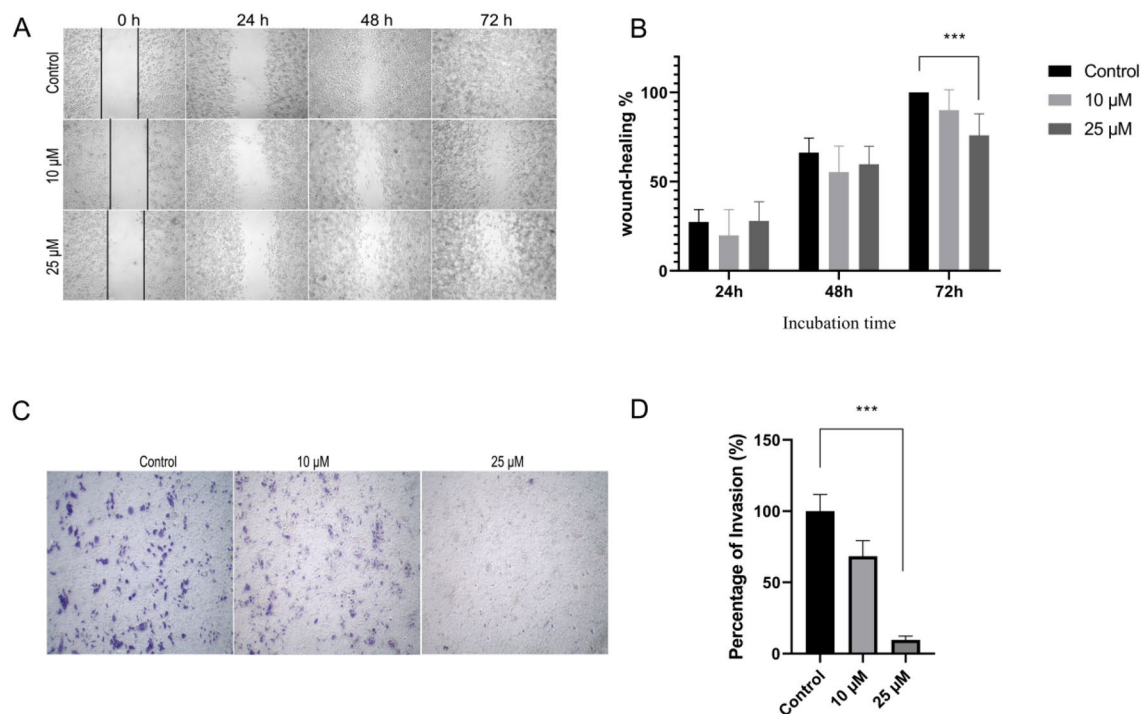 A
0 h 24 h 48 h 72 h
Control
10 µM
25 µM
B
***
100
50
0
wound-healing %
24h 48h 72h
Incubation time
Control
10 µM
25 µM
C
Control 10 µM 25 µM
D
***
150
100
50
0
Percentage of Invasion (%)
Control 10 µM 25 µM